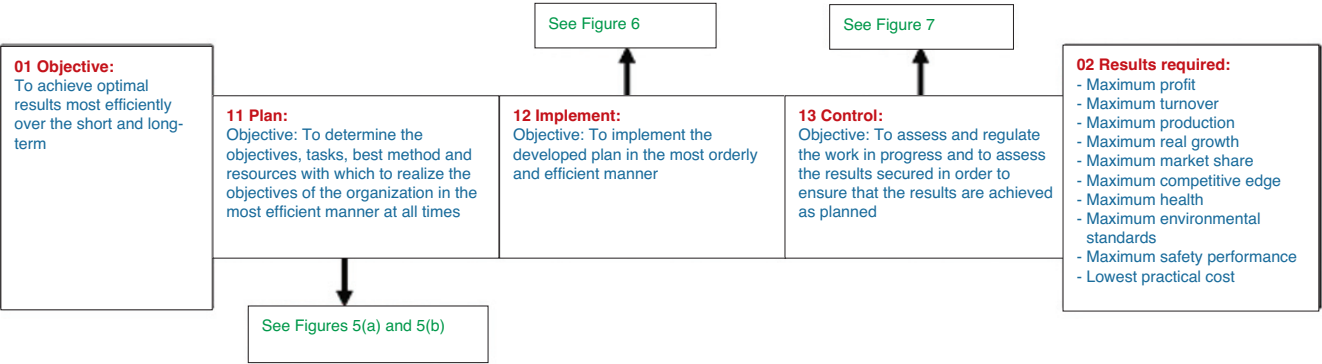 See Figure 6
See Figure 7
01 Objective:
To achieve optimal
results most efficiently
over the short and long-
term
11 Plan:
Objective: To determine the
objectives, tasks, best method and
resources with which to realize the
objectives of the organization in the
most efficient manner at all times
12 Implement:
Objective: To implement the
developed plan in the most orderly
and efficient manner
13 Control:
Objective: To assess and regulate
the work in progress and to assess
the results secured in order to
ensure that the results are achieved
as planned
02 Results required:
- Maximum profit
- Maximum turnover
- Maximum production
- Maximum real growth
- Maximum market share
- Maximum competitive edge
- Maximum health
- Maximum environmental
standards
- Maximum safety performance
- Lowest practical cost
See Figures 5(a) and 5(b)